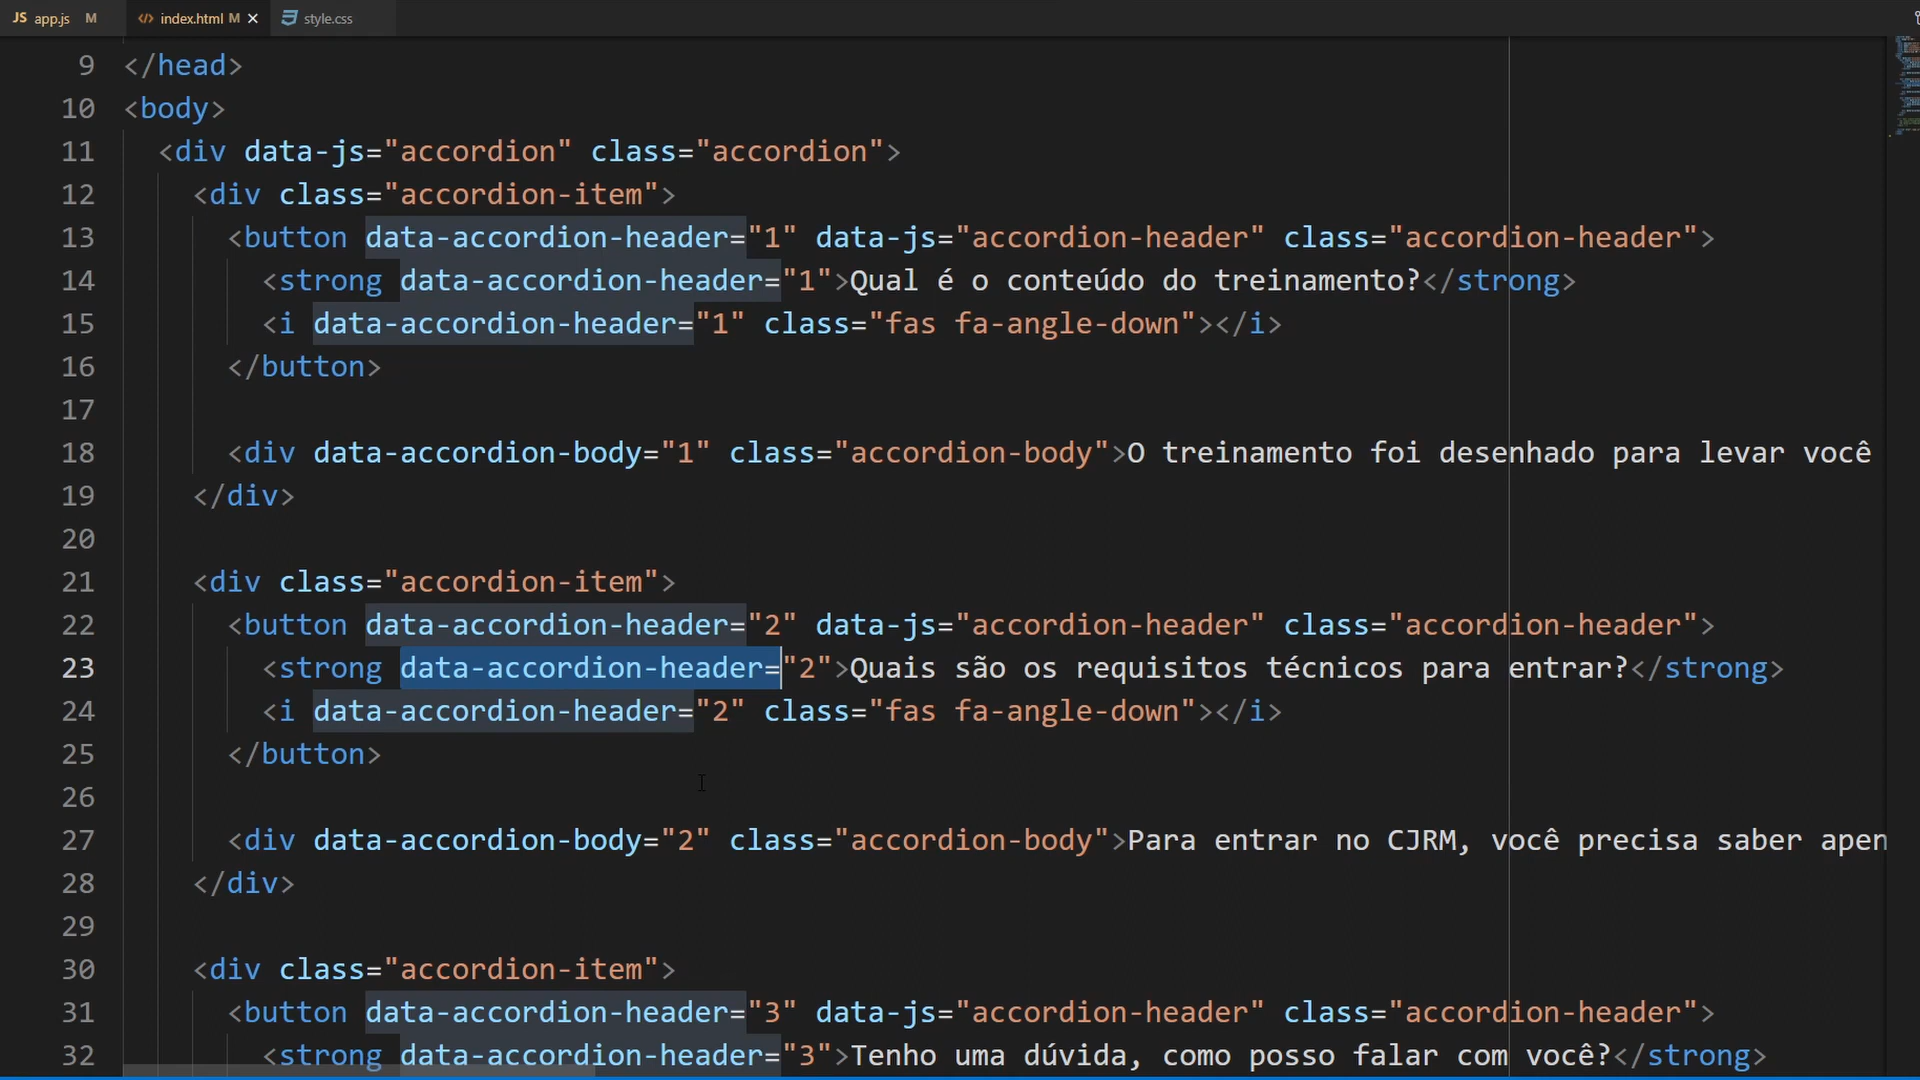 JS app.js M <> index.html M × style.css
9 </head>
10 <body>
11 <div data-js="accordion" class="accordion">
12 <div class="accordion-item">
13 <button data-accordion-header="1" data-js="accordion-header" class="accordion-header">
14 <strong data-accordion-header="1">Qual é o conteúdo do treinamento?</strong>
15 <i data-accordion-header="1" class="fas fa-angle-down"></i>
16 </button>
17
18 <div data-accordion-body="1" class="accordion-body">O treinamento foi desenhado para levar você
19 </div>
20
21 <div class="accordion-item">
22 <button data-accordion-header="2" data-js="accordion-header" class="accordion-header">
23 <strong data-accordion-header="2">Quais são os requisitos técnicos para entrar?</strong>
24 <i data-accordion-header="2" class="fas fa-angle-down"></i>
25 </button>
26
27 <div data-accordion-body="2" class="accordion-body">Para entrar no CJRM, você precisa saber apen
28 </div>
29
30 <div class="accordion-item">
31 <button data-accordion-header="3" data-js="accordion-header" class="accordion-header">
32 <strong data-accordion-header="3">Tenho uma dúvida, como posso falar com você?</strong>